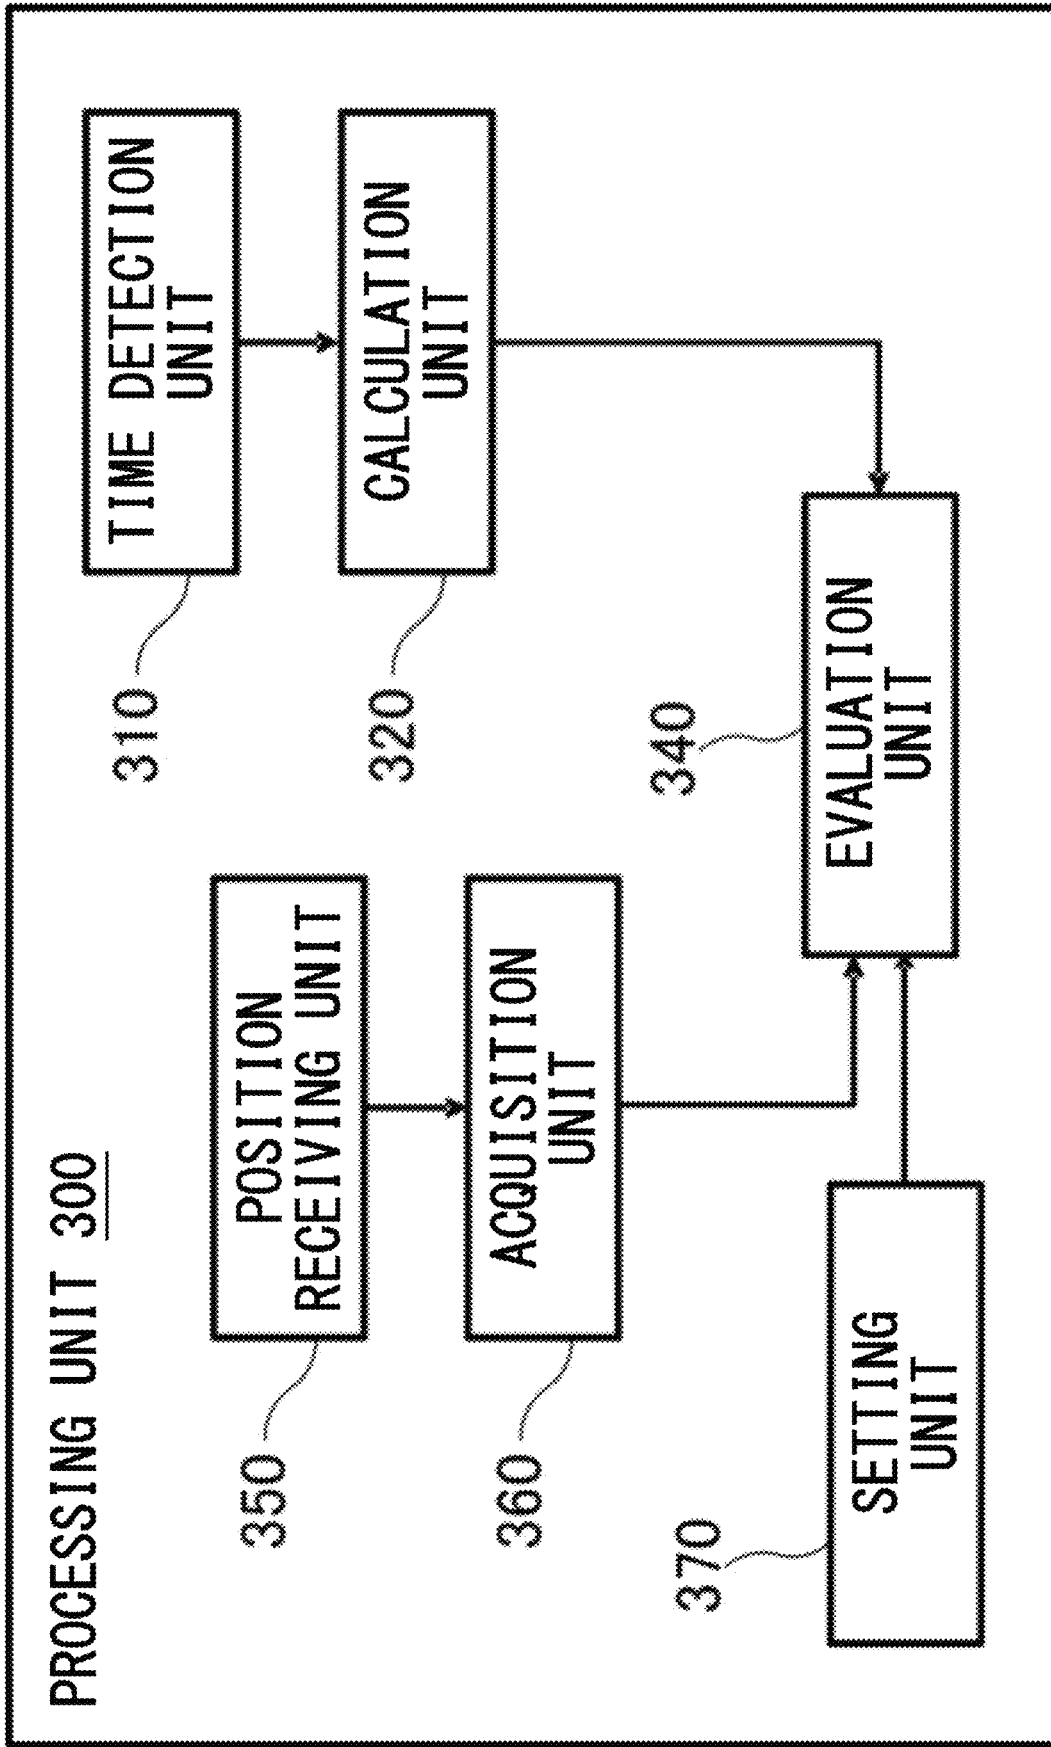 PROCESSING UNIT 300
350
POSITION
RECEIVING UNIT
310
TIME DETECTION
UNIT
360
ACQUISITION
UNIT
320
CALCULATION
UNIT
370
SETTING
UNIT
340
EVALUATION
UNIT